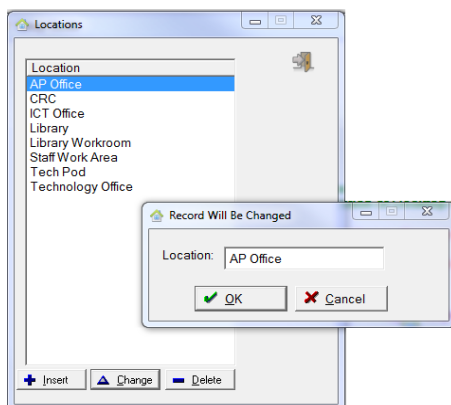 Locations
Location
AP Office
CRC
ICT Office
Library
Library Workroom
Staff Work Area
Tech Pod
Technology Office
Record Will Be Changed
Location: AP Office
OK Cancel
Insert Change Delete